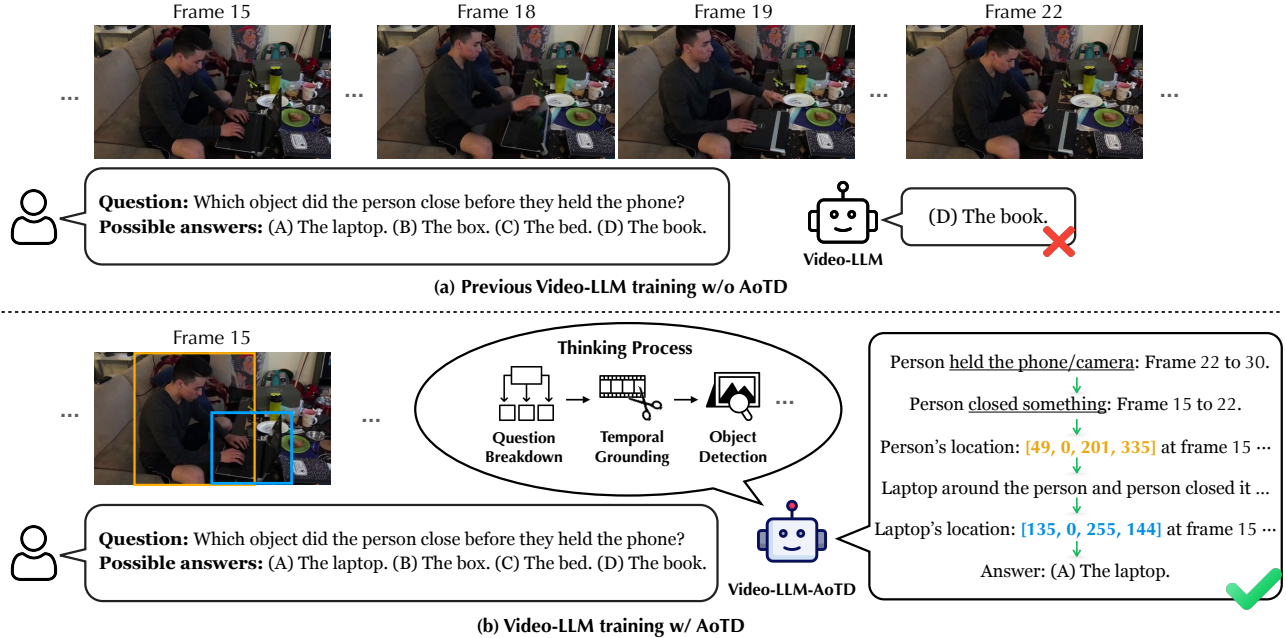 Frame 15
Frame 18
Frame 19
Frame 22
...
...
...
...
Question: Which object did the person close before they held the phone?
Possible answers: (A) The laptop. (B) The box. (C) The bed. (D) The book.
Video-LLM
(D) The book.
(a) Previous Video-LLM training w/o AoTD
Frame 15
...
...
Thinking Process
Question
Breakdown
Temporal
Grounding
Object
Detection
...
Question: Which object did the person close before they held the phone?
Possible answers: (A) The laptop. (B) The box. (C) The bed. (D) The book.
Video-LLM-AoTD
Person held the phone/camera: Frame 22 to 30.
Person closed something: Frame 15 to 22.
Person's location: [49, 0, 201, 335] at frame 15 ···
Laptop around the person and person closed it ...
Laptop's location: [135, 0, 255, 144] at frame 15 ···
Answer: (A) The laptop.
(b) Video-LLM training w/ AoTD